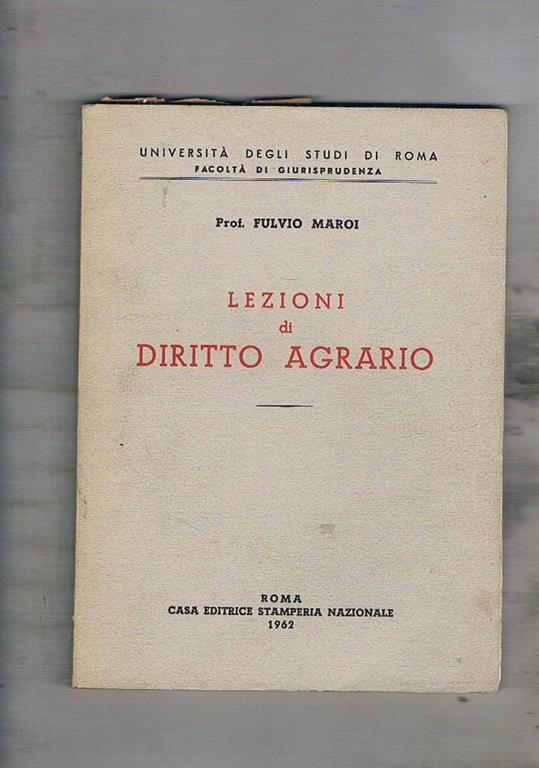 UNIVERSITÀ DEGLI STUDI DI ROMA
FACOLTÀ DI GIURISPRUDENZA
Prof. FULVIO MAROI
LEZIONI
di
DIRITTO AGRARIO
ROMA
CASA EDITRICE STAMPERIA NAZIONALE
1962